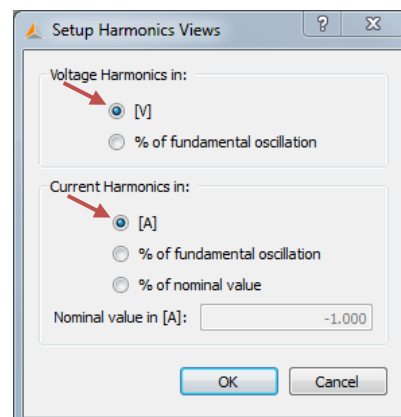 Setup Harmonics Views
?
Voltage Harmonics in:
[V]
% of fundamental oscillation
Current Harmonics in:
[A]
% of fundamental oscillation
% of nominal value
Nominal value in [A]: -1.000
OK Cancel